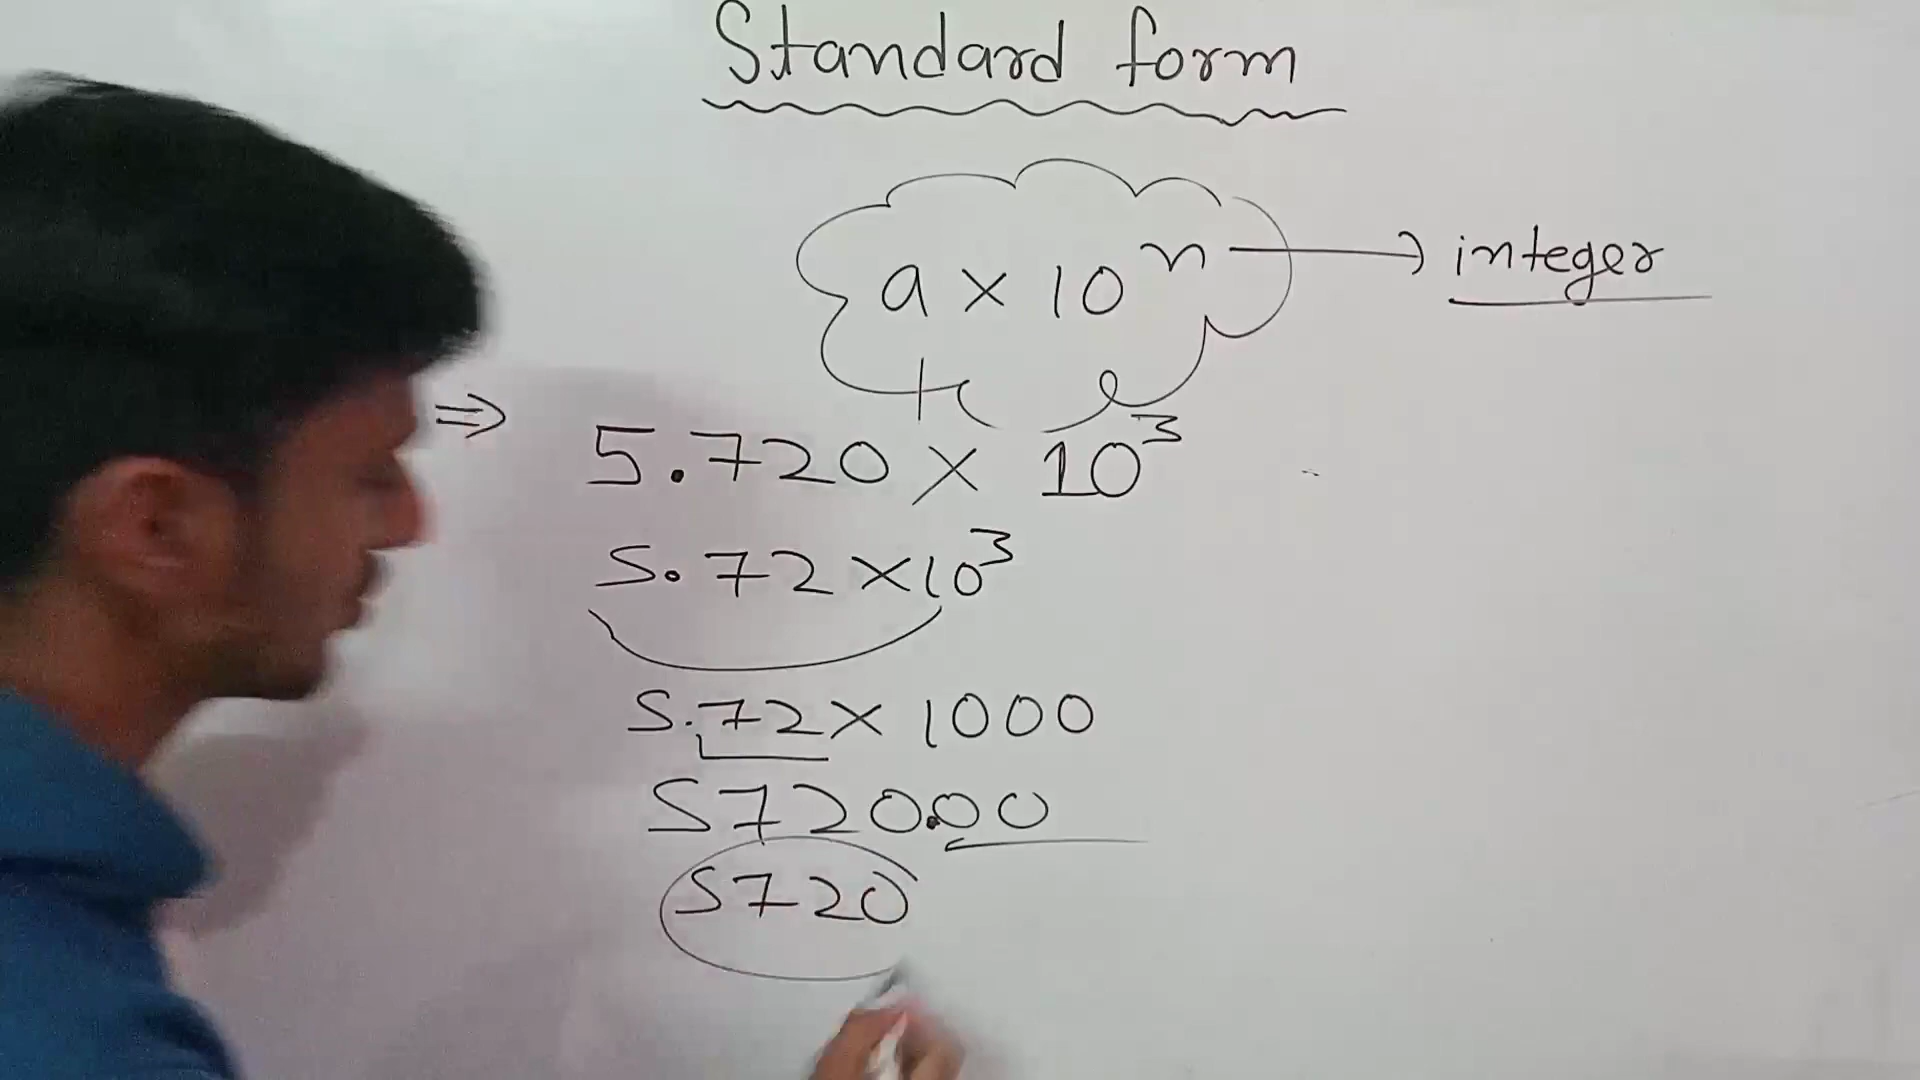 Standard form
a × 10ⁿ → integer
⇒ 5.720 × 10³
5.72 × 10³
5.72 × 1000
5720.00
5720